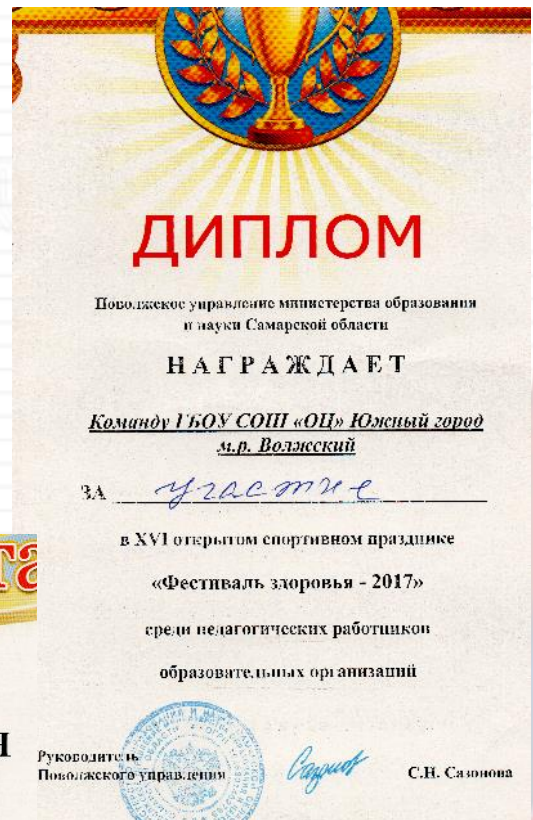 ДИПЛОМ
Поволжское управление министерства образования
и науки Самарской области
НАГРАЖДАЕТ
Команду ГБОУ СОШ «ОЦ» Южный город
м.р. Волжский
ЗА участие
в XVI открытом спортивном празднике
«Фестиваль здоровья - 2017»
среди педагогических работников
образовательных организаций
Руководитель
Поволжского управления
С.Н. Сазонова